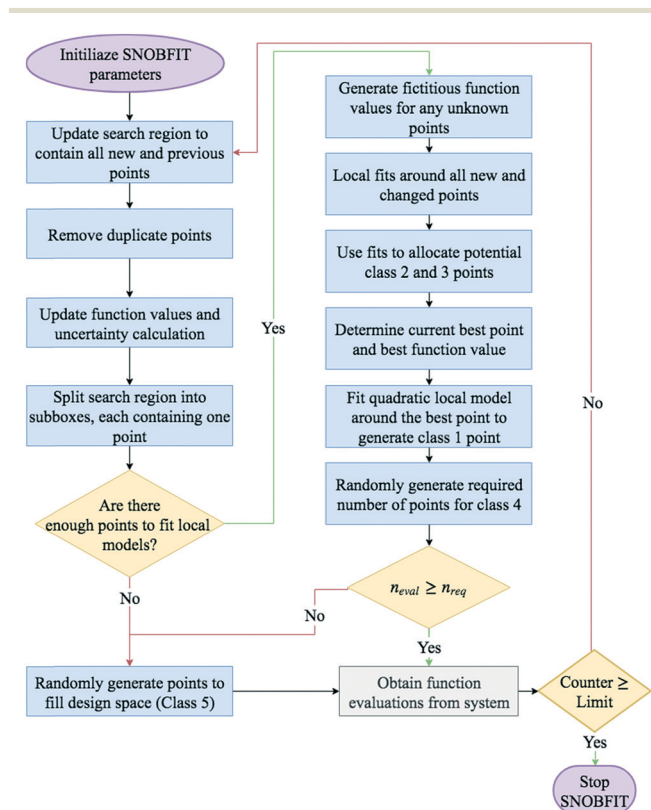 Initiliaze SNOBFIT
parameters
Update search region to
contain all new and previous
points
Remove duplicate points
Update function values and
uncertainty calculation
Split search region into
subboxes, each containing one
point
Are there
enough points to fit local
models?
Yes
No
Generate fictitious function
values for any unknown
points
Local fits around all new and
changed points
Use fits to allocate potential
class 2 and 3 points
Determine current best point
and best function value
Fit quadratic local model
around the best point to
generate class 1 point
Randomly generate required
number of points for class 4
n_eval ≥ n_req
No
Yes
Randomly generate points to
fill design space (Class 5)
Obtain function
evaluations from system
Counter ≥
Limit
No
Yes
Stop
SNOBFIT